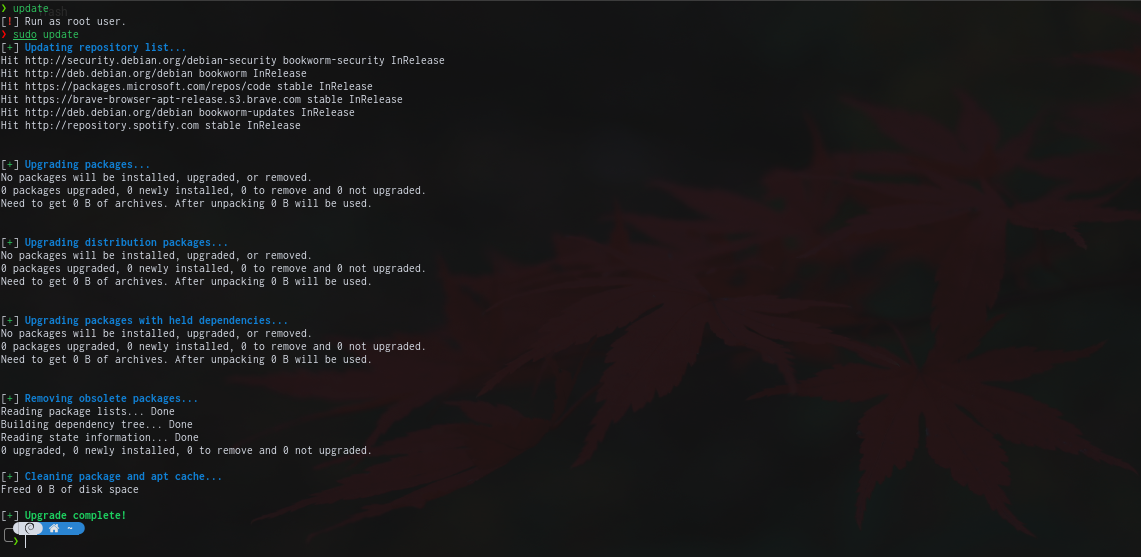 ❯ update
[!] Run as root user.
❯ sudo update
[+] Updating repository list...
Hit http://security.debian.org/debian-security bookworm-security InRelease
Hit http://deb.debian.org/debian bookworm InRelease
Hit https://packages.microsoft.com/repos/code stable InRelease
Hit https://brave-browser-apt-release.s3.brave.com stable InRelease
Hit http://deb.debian.org/debian bookworm-updates InRelease
Hit http://repository.spotify.com stable InRelease
[+] Upgrading packages...
No packages will be installed, upgraded, or removed.
0 packages upgraded, 0 newly installed, 0 to remove and 0 not upgraded.
Need to get 0 B of archives. After unpacking 0 B will be used.
[+] Upgrading distribution packages...
No packages will be installed, upgraded, or removed.
0 packages upgraded, 0 newly installed, 0 to remove and 0 not upgraded.
Need to get 0 B of archives. After unpacking 0 B will be used.
[+] Upgrading packages with held dependencies...
No packages will be installed, upgraded, or removed.
0 packages upgraded, 0 newly installed, 0 to remove and 0 not upgraded.
Need to get 0 B of archives. After unpacking 0 B will be used.
[+] Removing obsolete packages...
Reading package lists... Done
Building dependency tree... Done
Reading state information... Done
0 upgraded, 0 newly installed, 0 to remove and 0 not upgraded.
[+] Cleaning package and apt cache...
Freed 0 B of disk space
[+] Upgrade complete!
~
❯